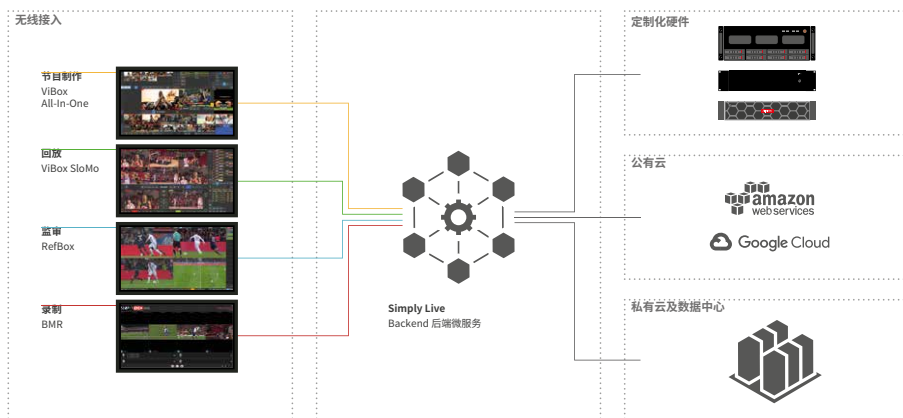 无线接入
节目制作
ViBox
All-In-One
回放
ViBox SloMo
监审
RefBox
录制
BMR
Simply Live
Backend 后端微服务
定制化硬件
公有云
amazon
webservices
Google Cloud
私有云及数据中心